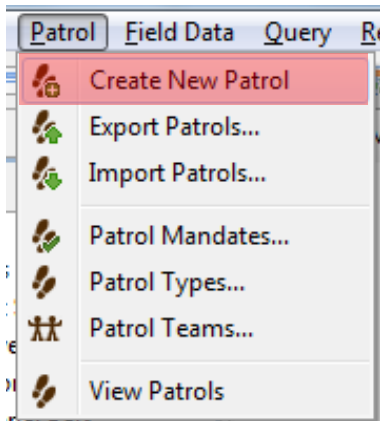 Patrol Field Data Query
Create New Patrol
Export Patrols...
Import Patrols...
Patrol Mandates...
Patrol Types...
Patrol Teams...
View Patrols